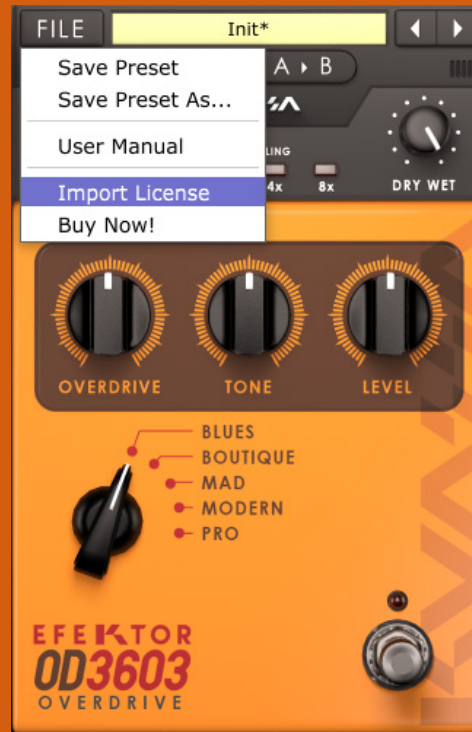 FILE
Init*
Save Preset
Save Preset As...
User Manual
Import License
Buy Now!
A ▸ B
LING
4x 8x
DRY WET
OVERDRIVE TONE LEVEL
BLUES
BOUTIQUE
MAD
MODERN
PRO
EFEKTOR
OD3603
OVERDRIVE